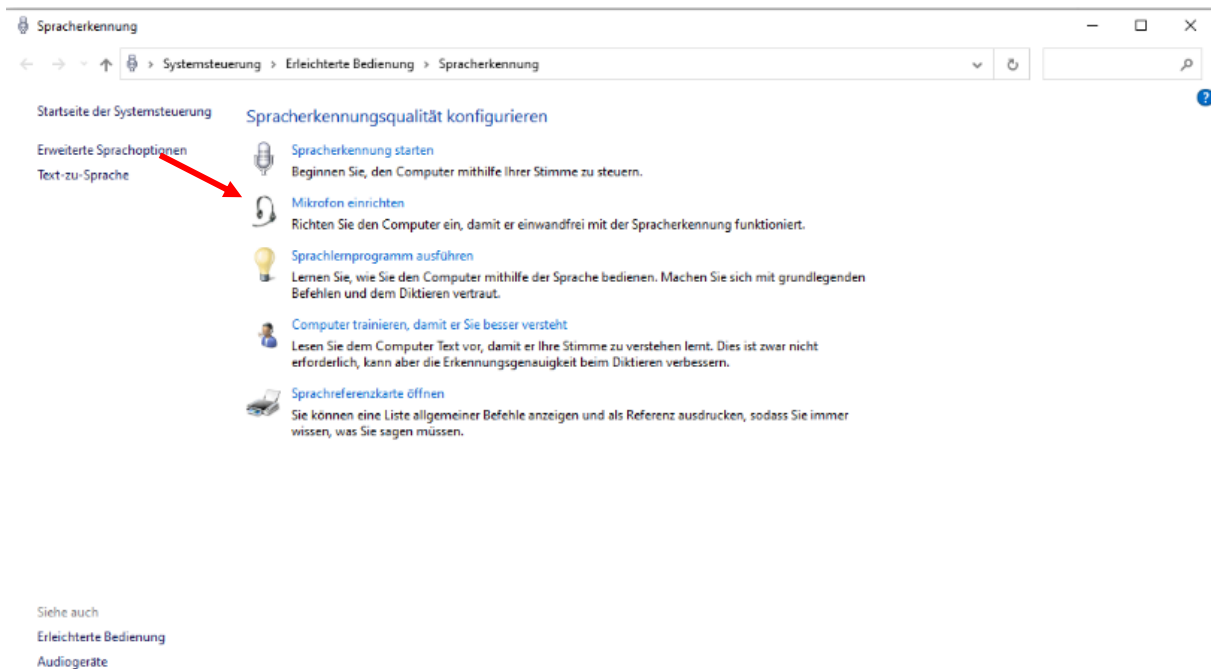 Spracherkennung
Systemsteuerung > Erleichterte Bedienung > Spracherkennung
Startseite der Systemsteuerung
Erweiterte Sprachoptionen
Text-zu-Sprache
Spracherkennungsqualität konfigurieren
Spracherkennung starten
Beginnen Sie, den Computer mithilfe Ihrer Stimme zu steuern.
Mikrofon einrichten
Richten Sie den Computer ein, damit er einwandfrei mit der Spracherkennung funktioniert.
Sprachlernprogramm ausführen
Lernen Sie, wie Sie den Computer mithilfe der Sprache bedienen. Machen Sie sich mit grundlegenden
Befehlen und dem Diktieren vertraut.
Computer trainieren, damit er Sie besser versteht
Lesen Sie dem Computer Text vor, damit er Ihre Stimme zu verstehen lernt. Dies ist zwar nicht
erforderlich, kann aber die Erkennungsgenauigkeit beim Diktieren verbessern.
Sprachreferenzkarte öffnen
Sie können eine Liste allgemeiner Befehle anzeigen und als Referenz ausdrucken, sodass Sie immer
wissen, was Sie sagen müssen.
Siehe auch
Erleichterte Bedienung
Audiogeräte